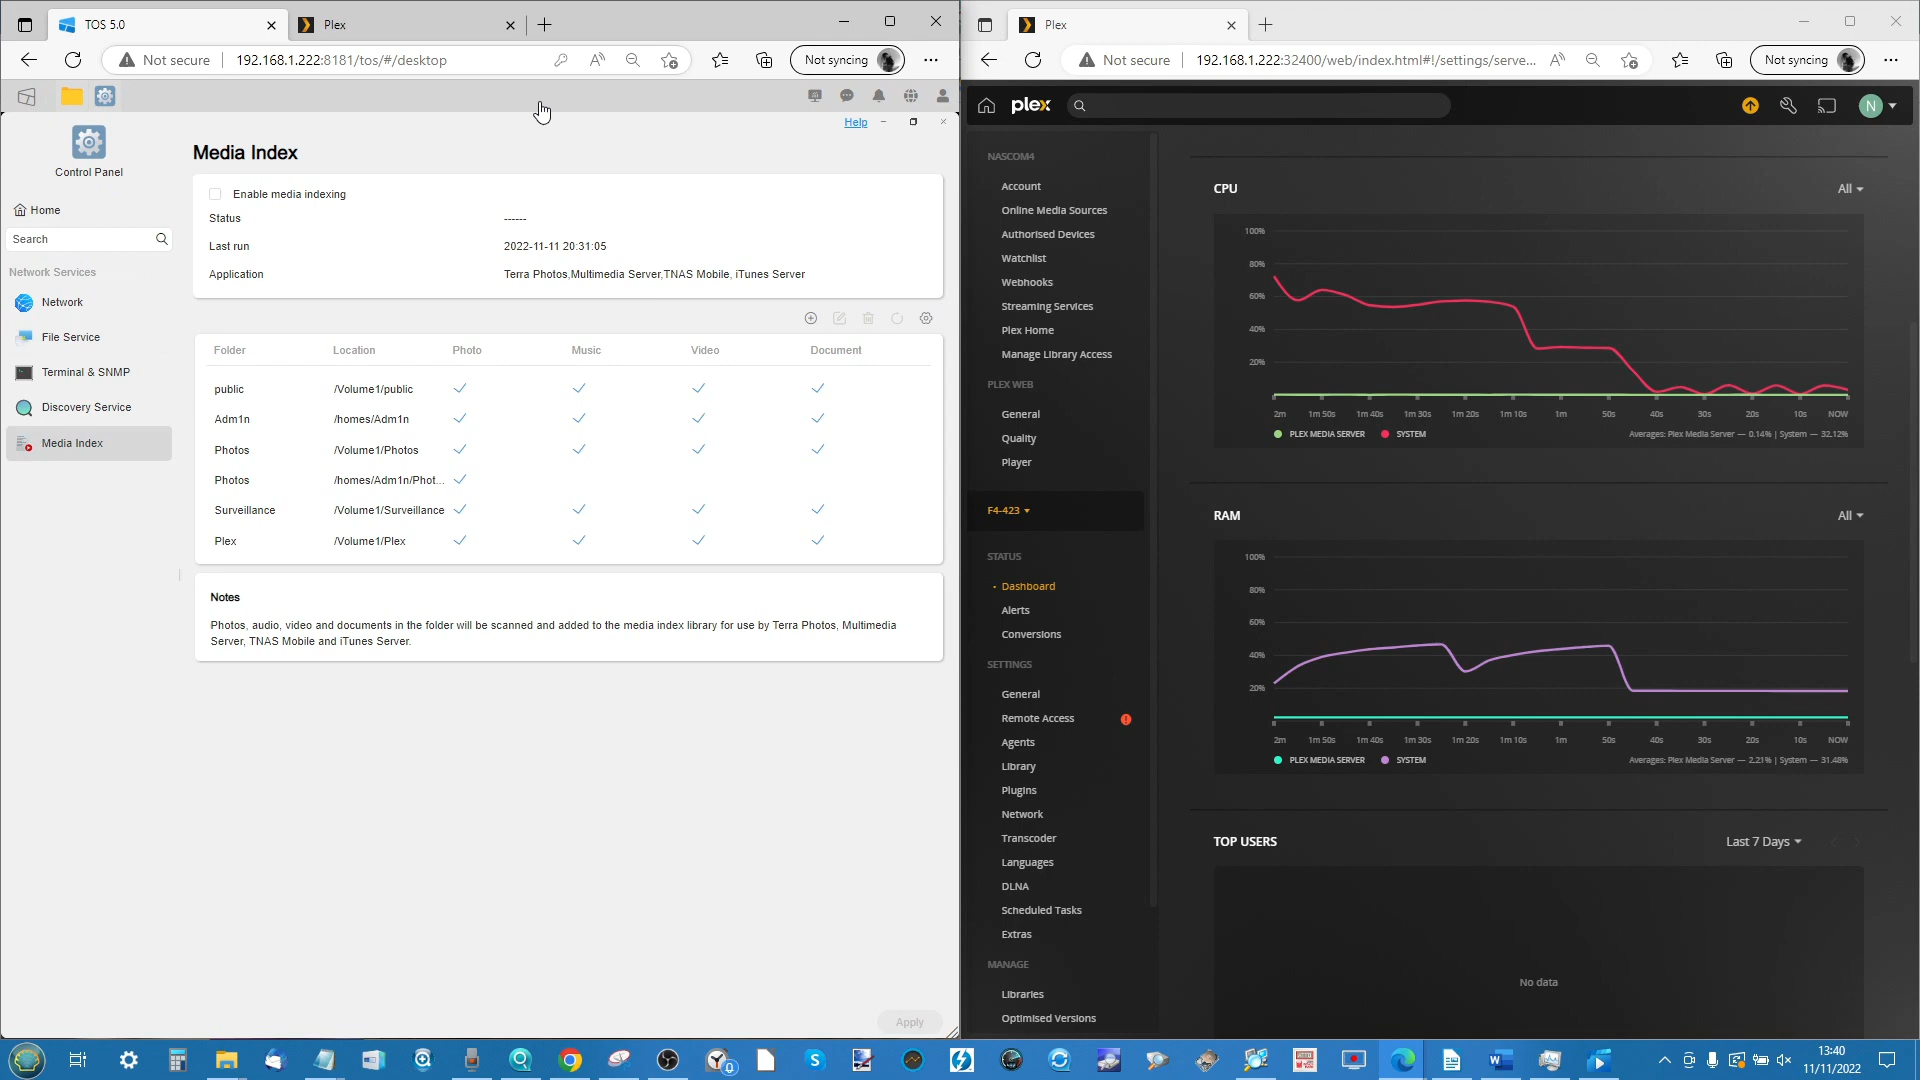 TOS 5.0
Plex
Not secure
192.168.1.222:8181/tos/#/desktop
Not syncing
Help
Control Panel
Home
Search
Network Services
Network
File Service
Terminal & SNMP
Discovery Service
Media Index
Media Index
Enable media indexing
Status ------
Last run 2022-11-11 20:31:05
Application Terra Photos,Multimedia Server,TNAS Mobile, iTunes Server
Folder Location Photo Music Video Document
public /Volume1/public
Adm1n /homes/Adm1n
Photos /Volume1/Photos
Photos /homes/Adm1n/Phot...
Surveillance /Volume1/Surveillance
Plex /Volume1/Plex
Notes
Photos, audio, video and documents in the folder will be scanned and added to the media index library for use by Terra Photos, Multimedia
Server, TNAS Mobile and iTunes Server.
Apply
Plex
Not secure
192.168.1.222:32400/web/index.html#!/settings/serve...
Not syncing
plex
N
NASCOM4
Account
Online Media Sources
Authorised Devices
Watchlist
Webhooks
Streaming Services
Plex Home
Manage Library Access
PLEX WEB
General
Quality
Player
F4-423
STATUS
Dashboard
Alerts
Conversions
SETTINGS
General
Remote Access
Agents
Library
Plugins
Network
Transcoder
Languages
DLNA
Scheduled Tasks
Extras
MANAGE
Libraries
Optimised Versions
CPU All
100%
80%
60%
40%
20%
2m 1m 50s 1m 40s 1m 30s 1m 20s 1m 10s 1m 50s 40s 30s 20s 10s NOW
PLEX MEDIA SERVER SYSTEM Averages: Plex Media Server — 0.14% | System — 32.12%
RAM All
100%
80%
60%
40%
20%
2m 1m 50s 1m 40s 1m 30s 1m 20s 1m 10s 1m 50s 40s 30s 20s 10s NOW
PLEX MEDIA SERVER SYSTEM Averages: Plex Media Server — 2.21% | System — 31.48%
TOP USERS Last 7 Days
No data
13:40
11/11/2022